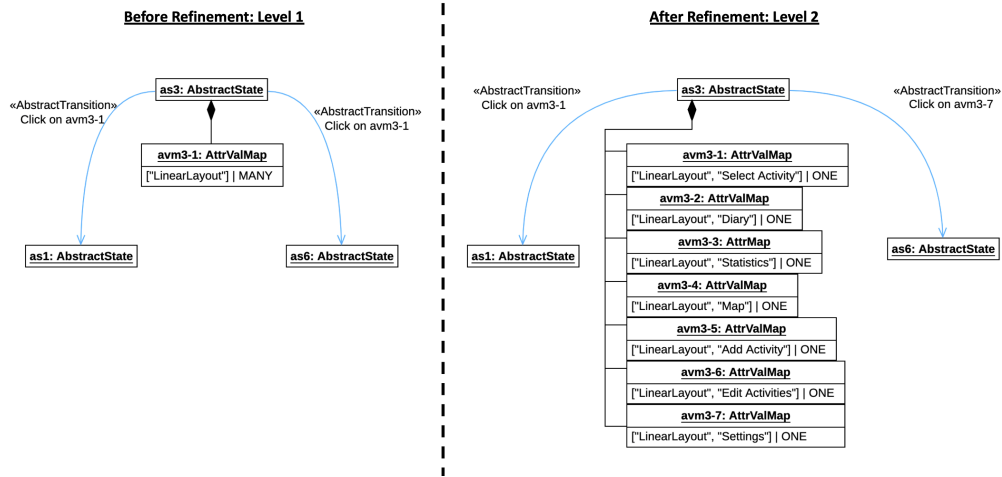 Before Refinement: Level 1
as3: AbstractState
«AbstractTransition»
Click on avm3-1
«AbstractTransition»
Click on avm3-1
avm3-1: AttrValMap
["LinearLayout"] | MANY
as1: AbstractState
as6: AbstractState
After Refinement: Level 2
as3: AbstractState
«AbstractTransition»
Click on avm3-1
«AbstractTransition»
Click on avm3-7
avm3-1: AttrValMap
["LinearLayout", "Select Activity"] | ONE
avm3-2: AttrValMap
["LinearLayout", "Diary"] | ONE
avm3-3: AttrMap
["LinearLayout", "Statistics"] | ONE
avm3-4: AttrValMap
["LinearLayout", "Map"] | ONE
avm3-5: AttrValMap
["LinearLayout", "Add Activity"] | ONE
avm3-6: AttrValMap
["LinearLayout", "Edit Activities"] | ONE
avm3-7: AttrValMap
["LinearLayout", "Settings"] | ONE
as1: AbstractState
as6: AbstractState